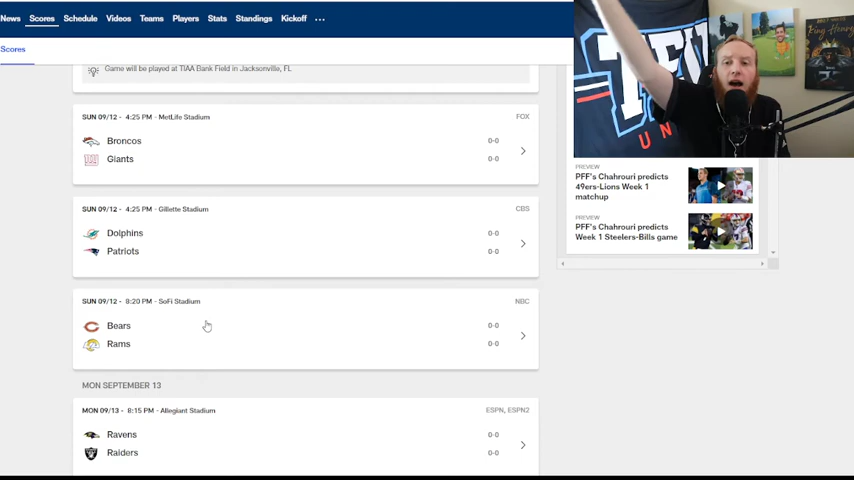 News Scores Schedule Videos Teams Players Stats Standings Kickoff ...
Scores
Game will be played at TIAA Bank Field in Jacksonville, FL
SUN 09/12 - 4:25 PM - MetLife Stadium FOX
Broncos 0-0
Giants 0-0
SUN 09/12 - 4:25 PM - Gillette Stadium CBS
Dolphins 0-0
Patriots 0-0
SUN 09/12 - 8:20 PM - SoFi Stadium NBC
Bears 0-0
Rams 0-0
MON SEPTEMBER 13
MON 09/13 - 8:15 PM - Allegiant Stadium ESPN, ESPN2
Ravens 0-0
Raiders 0-0
UN
PREVIEW
PFF's Chahrouri predicts
49ers-Lions Week 1
matchup
PREVIEW
PFF's Chahrouri predicts
Week 1 Steelers-Bills game